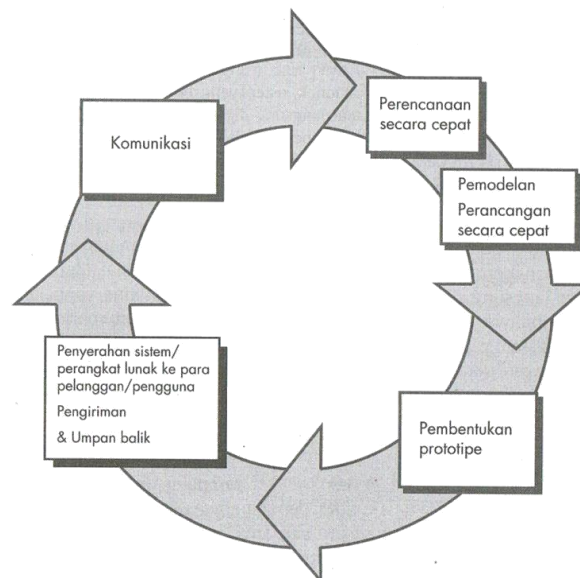 Komunikasi
Perencanaan
secara cepat
Pemodelan
Perancangan
secara cepat
Pembentukan
prototipe
Penyerahan sistem/
perangkat lunak ke para
pelanggan/pengguna
Pengiriman
& Umpan balik